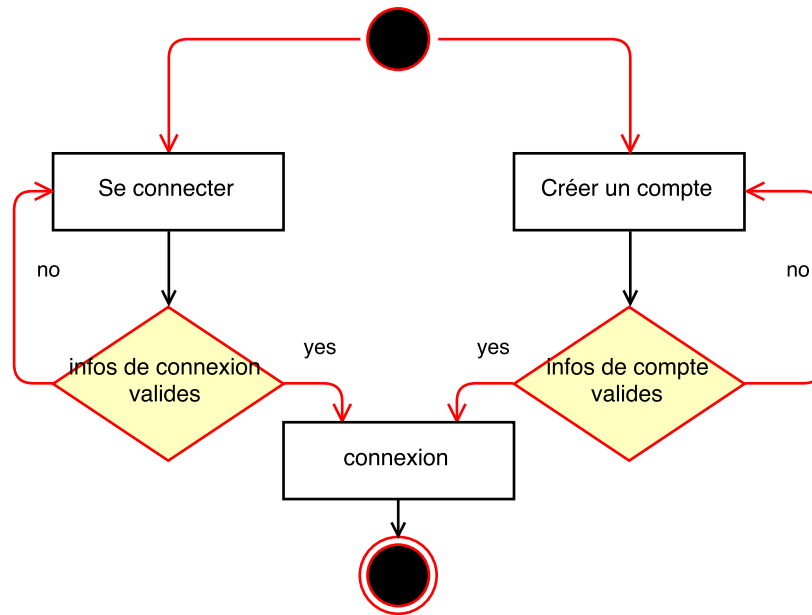 Se connecter
Créer un compte
no
no
yes
yes
infos de connexion
valides
infos de compte
valides
connexion